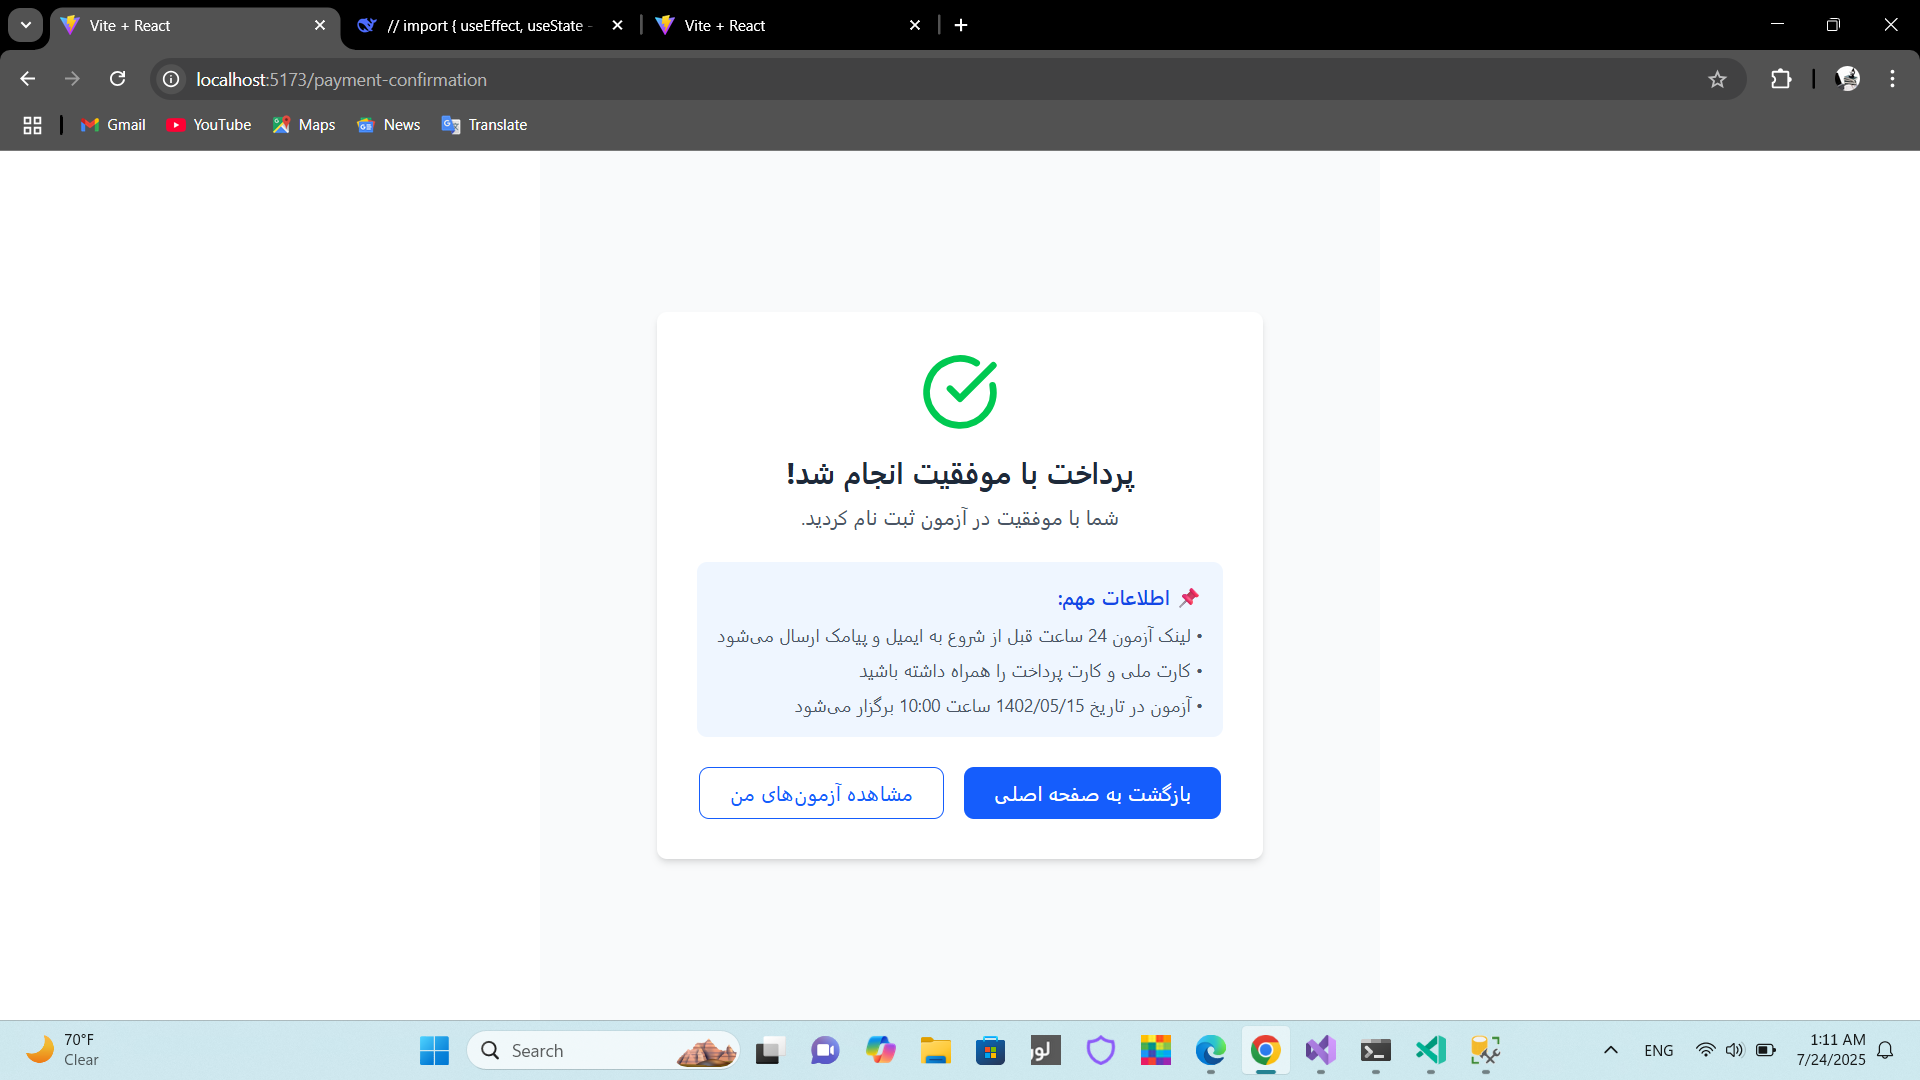 Vite + React
// import { useEffect, useState -
Vite + React
localhost:5173/payment-confirmation
Gmail
YouTube
Maps
News
Translate
پرداخت با موفقیت انجام شد!
شما با موفقیت در آزمون ثبت نام کردید.
📌 اطلاعات مهم:
• لینک آزمون 24 ساعت قبل از شروع به ایمیل و پیامک ارسال می‌شود
• کارت ملی و کارت پرداخت را همراه داشته باشید
• آزمون در تاریخ 1402/05/15 ساعت 10:00 برگزار می‌شود
بازگشت به صفحه اصلی
مشاهده آزمون‌های من
70°F
Clear
Search
لور
ENG
1:11 AM
7/24/2025